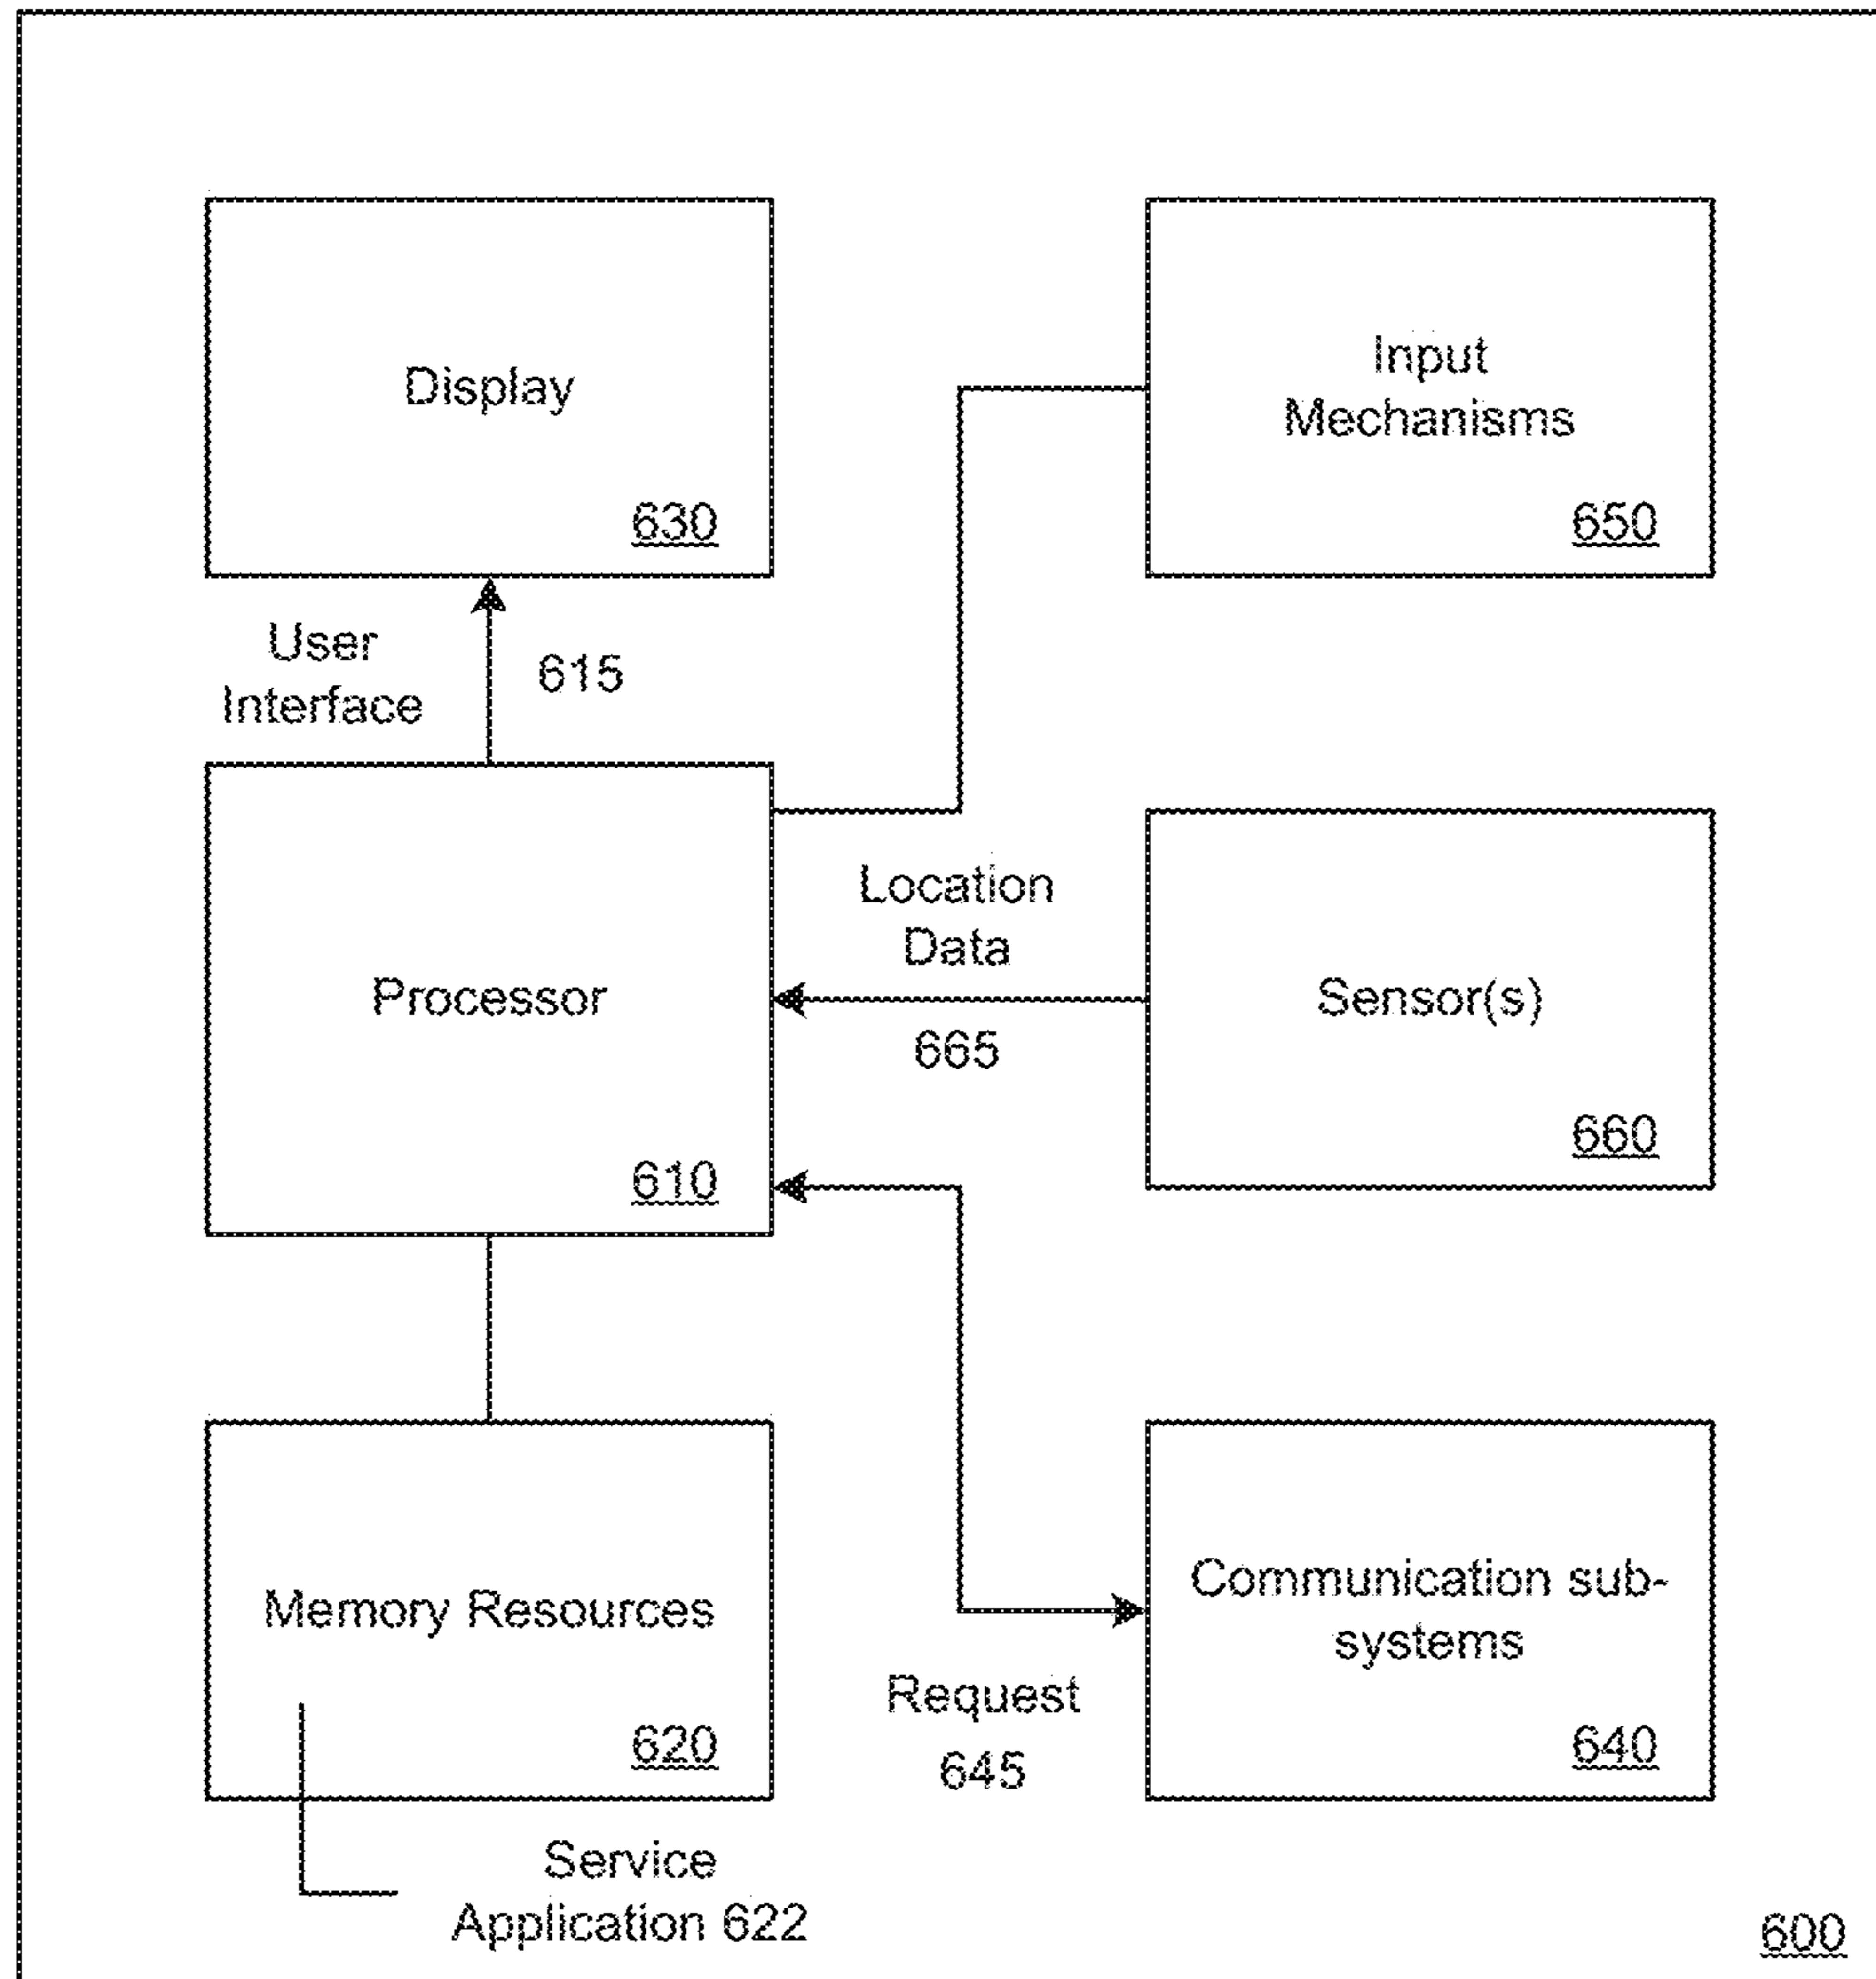 Display
630
Input
Mechanisms
650
User
Interface
615
Processor
610
Location
Data
665
Sensor(s)
660
Memory Resources
620
Request
645
Communication sub-
systems
640
Service
Application 622
600